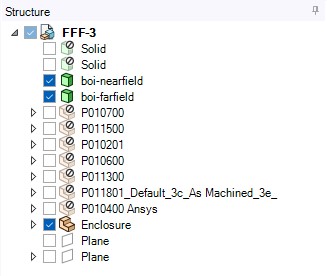 Structure
FFF-3
Solid
Solid
boi-nearfield
boi-farfield
P010700
P011500
P010201
P010600
P011300
P011801_Default_3c_As Machined_3e_
P010400 Ansys
Enclosure
Plane
Plane